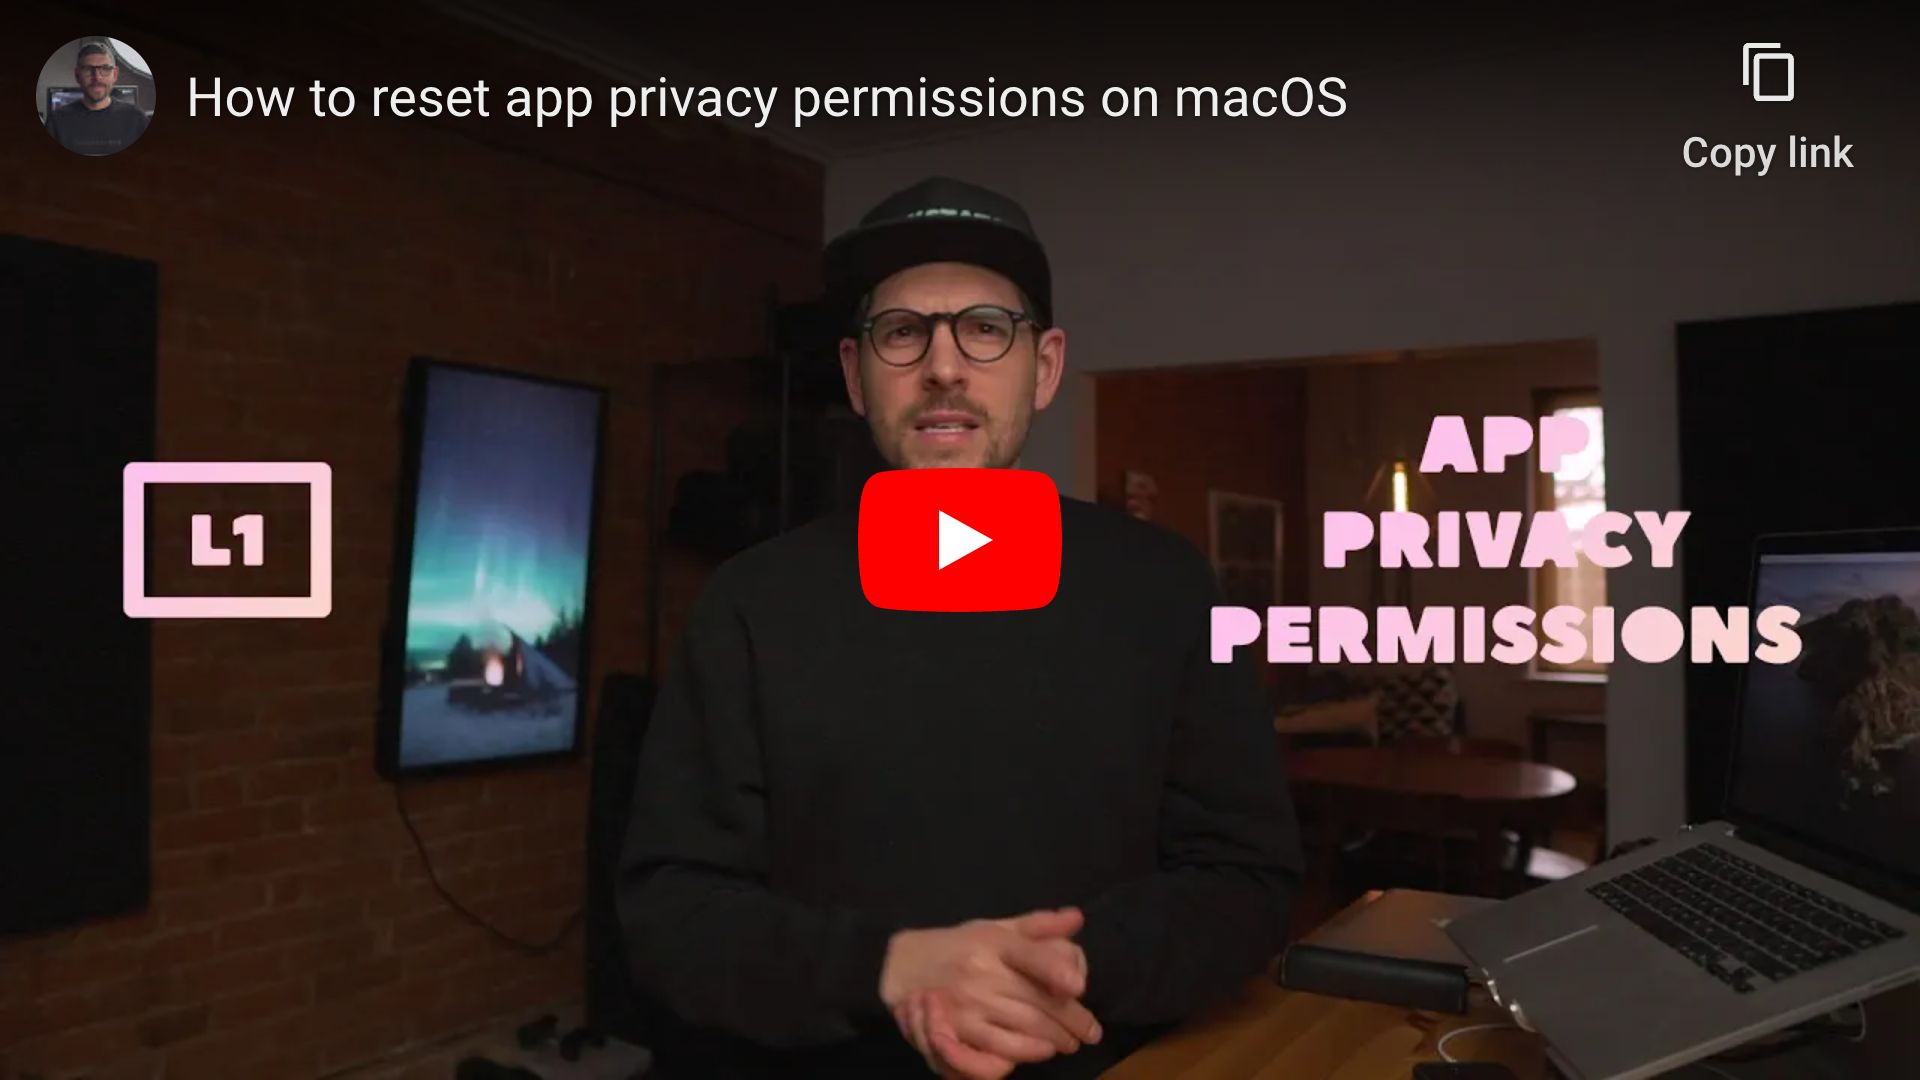 How to reset app privacy permissions on macOS
Copy link
L1
APP
PRIVACY
PERMISSIONS